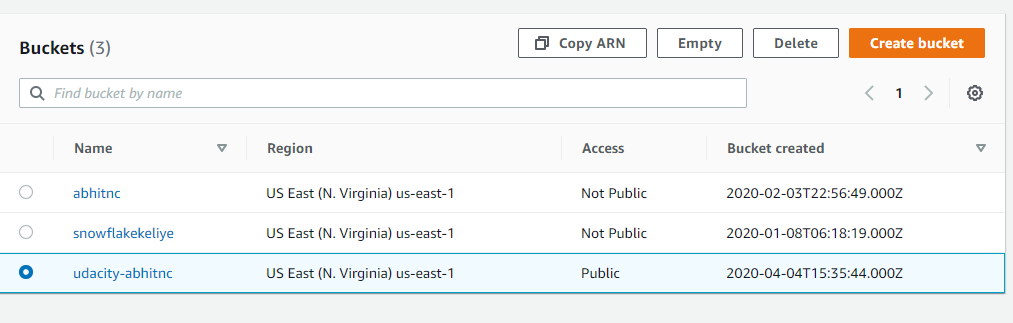 Buckets (3) Copy ARN Empty Delete Create bucket
Find bucket by name 1
Name Region Access Bucket created
abhitnc US East (N. Virginia) us-east-1 Not Public 2020-02-03T22:56:49.000Z
snowflakekeliye US East (N. Virginia) us-east-1 Not Public 2020-01-08T06:18:19.000Z
udacity-abhitnc US East (N. Virginia) us-east-1 Public 2020-04-04T15:35:44.000Z